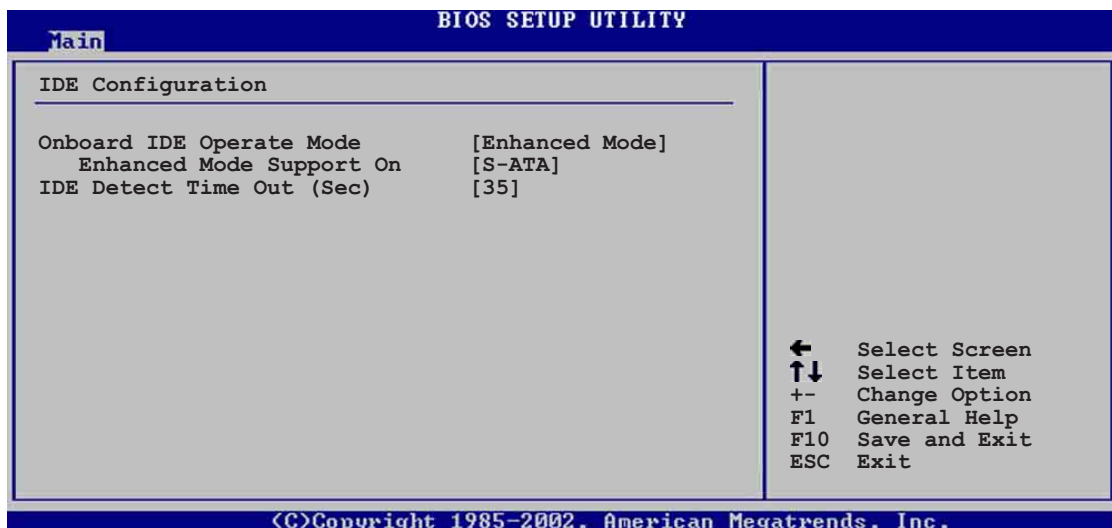 BIOS SETUP UTILITY
Main
IDE Configuration
Onboard IDE Operate Mode [Enhanced Mode]
Enhanced Mode Support On [S-ATA]
IDE Detect Time Out (Sec) [35]
← Select Screen
↑↓ Select Item
+- Change Option
F1 General Help
F10 Save and Exit
ESC Exit
(C)Copyright 1985-2002, American Megatrends, Inc.